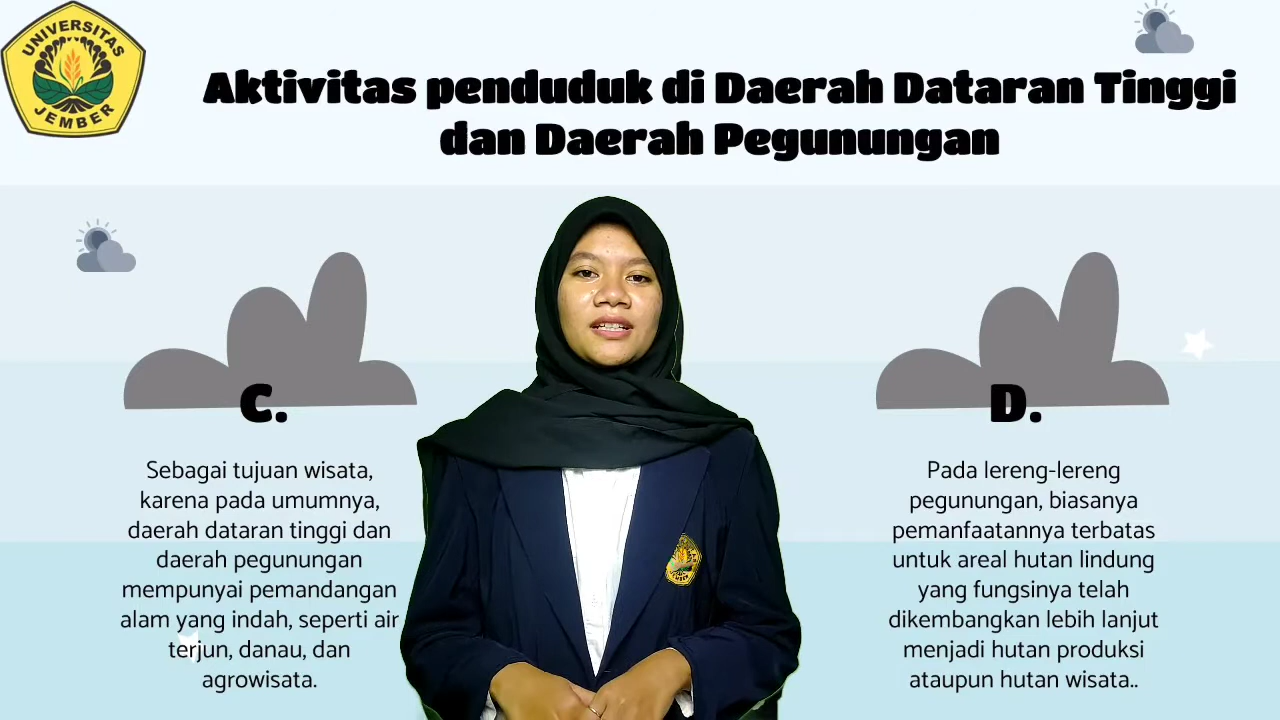 UNIVERSITAS
JEMBER
Aktivitas penduduk di Daerah Dataran Tinggi
dan Daerah Pegunungan
C.
Sebagai tujuan wisata,
karena pada umumnya,
daerah dataran tinggi dan
daerah pegunungan
mempunyai pemandangan
alam yang indah, seperti air
terjun, danau, dan
agrowisata.
D.
Pada lereng-lereng
pegunungan, biasanya
pemanfaatannya terbatas
untuk areal hutan lindung
yang fungsinya telah
dikembangkan lebih lanjut
menjadi hutan produksi
ataupun hutan wisata..
JEMBER